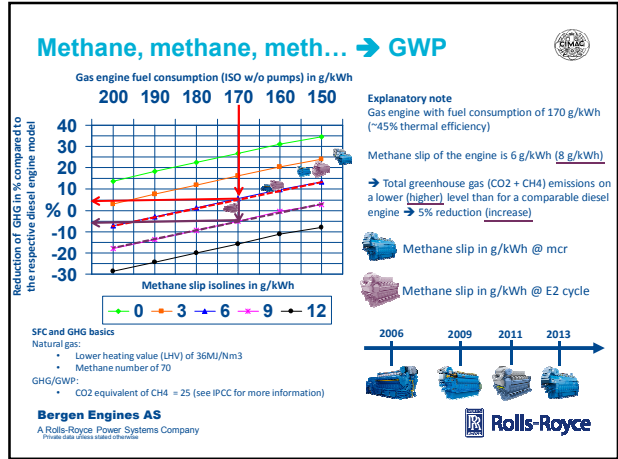 Methane, methane, meth… ➔ GWP
CIMAC
Gas engine fuel consumption (ISO w/o pumps) in g/kWh
200 190 180 170 160 150
Reduction of GHG in % compared to
the respective diesel engine model
40
30
20
10
% 0
-10
-20
-30
Methane slip isolines in g/kWh
0 3 6 9 12
Explanatory note
Gas engine with fuel consumption of 170 g/kWh
(~45% thermal efficiency)
Methane slip of the engine is 6 g/kWh (8 g/kWh)
➔ Total greenhouse gas (CO2 + CH4) emissions on
a lower (higher) level than for a comparable diesel
engine ➔ 5% reduction (increase)
Methane slip in g/kWh @ mcr
Methane slip in g/kWh @ E2 cycle
SFC and GHG basics
Natural gas:
• Lower heating value (LHV) of 36MJ/Nm3
• Methane number of 70
GHG/GWP:
• CO2 equivalent of CH4 = 25 (see IPCC for more information)
2006 2009 2011 2013
Bergen Engines AS
A Rolls-Royce Power Systems Company
Private data unless stated otherwise
Rolls-Royce